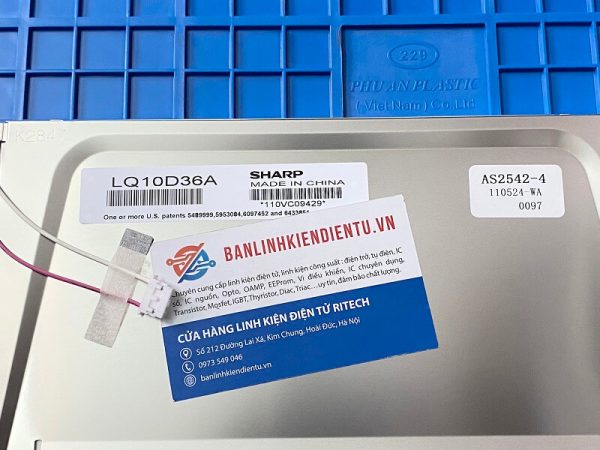 229
PHU AN PLASTIC
(Viet-Nam) Co,Ltd
K284
LQ10D36A
SHARP
MADE IN CHINA
*110VC09429*
One or more U.S. patents 5489999,5953084,6097452 and 6433854
AS2542-4
110524-WA
0097
BANLINHKIENDIENTU.VN
Chuyên cung cấp linh kiện điện tử, linh kiện công suất : điện trở, tụ điện, IC
số, IC nguồn, Opto, OAMP, EEProm, Vi điều khiển, IC chuyên dụng,
Transistor, Mosfet, IGBT,Thyristor, Diac, Triac....uy tín, đảm bảo chất lượng.
CỬA HÀNG LINH KIỆN ĐIỆN TỬ RITECH
Số 212 Đường Lai Xá, Kim Chung, Hoài Đức, Hà Nội
0973 549 046
banlinhkiendientu.vn